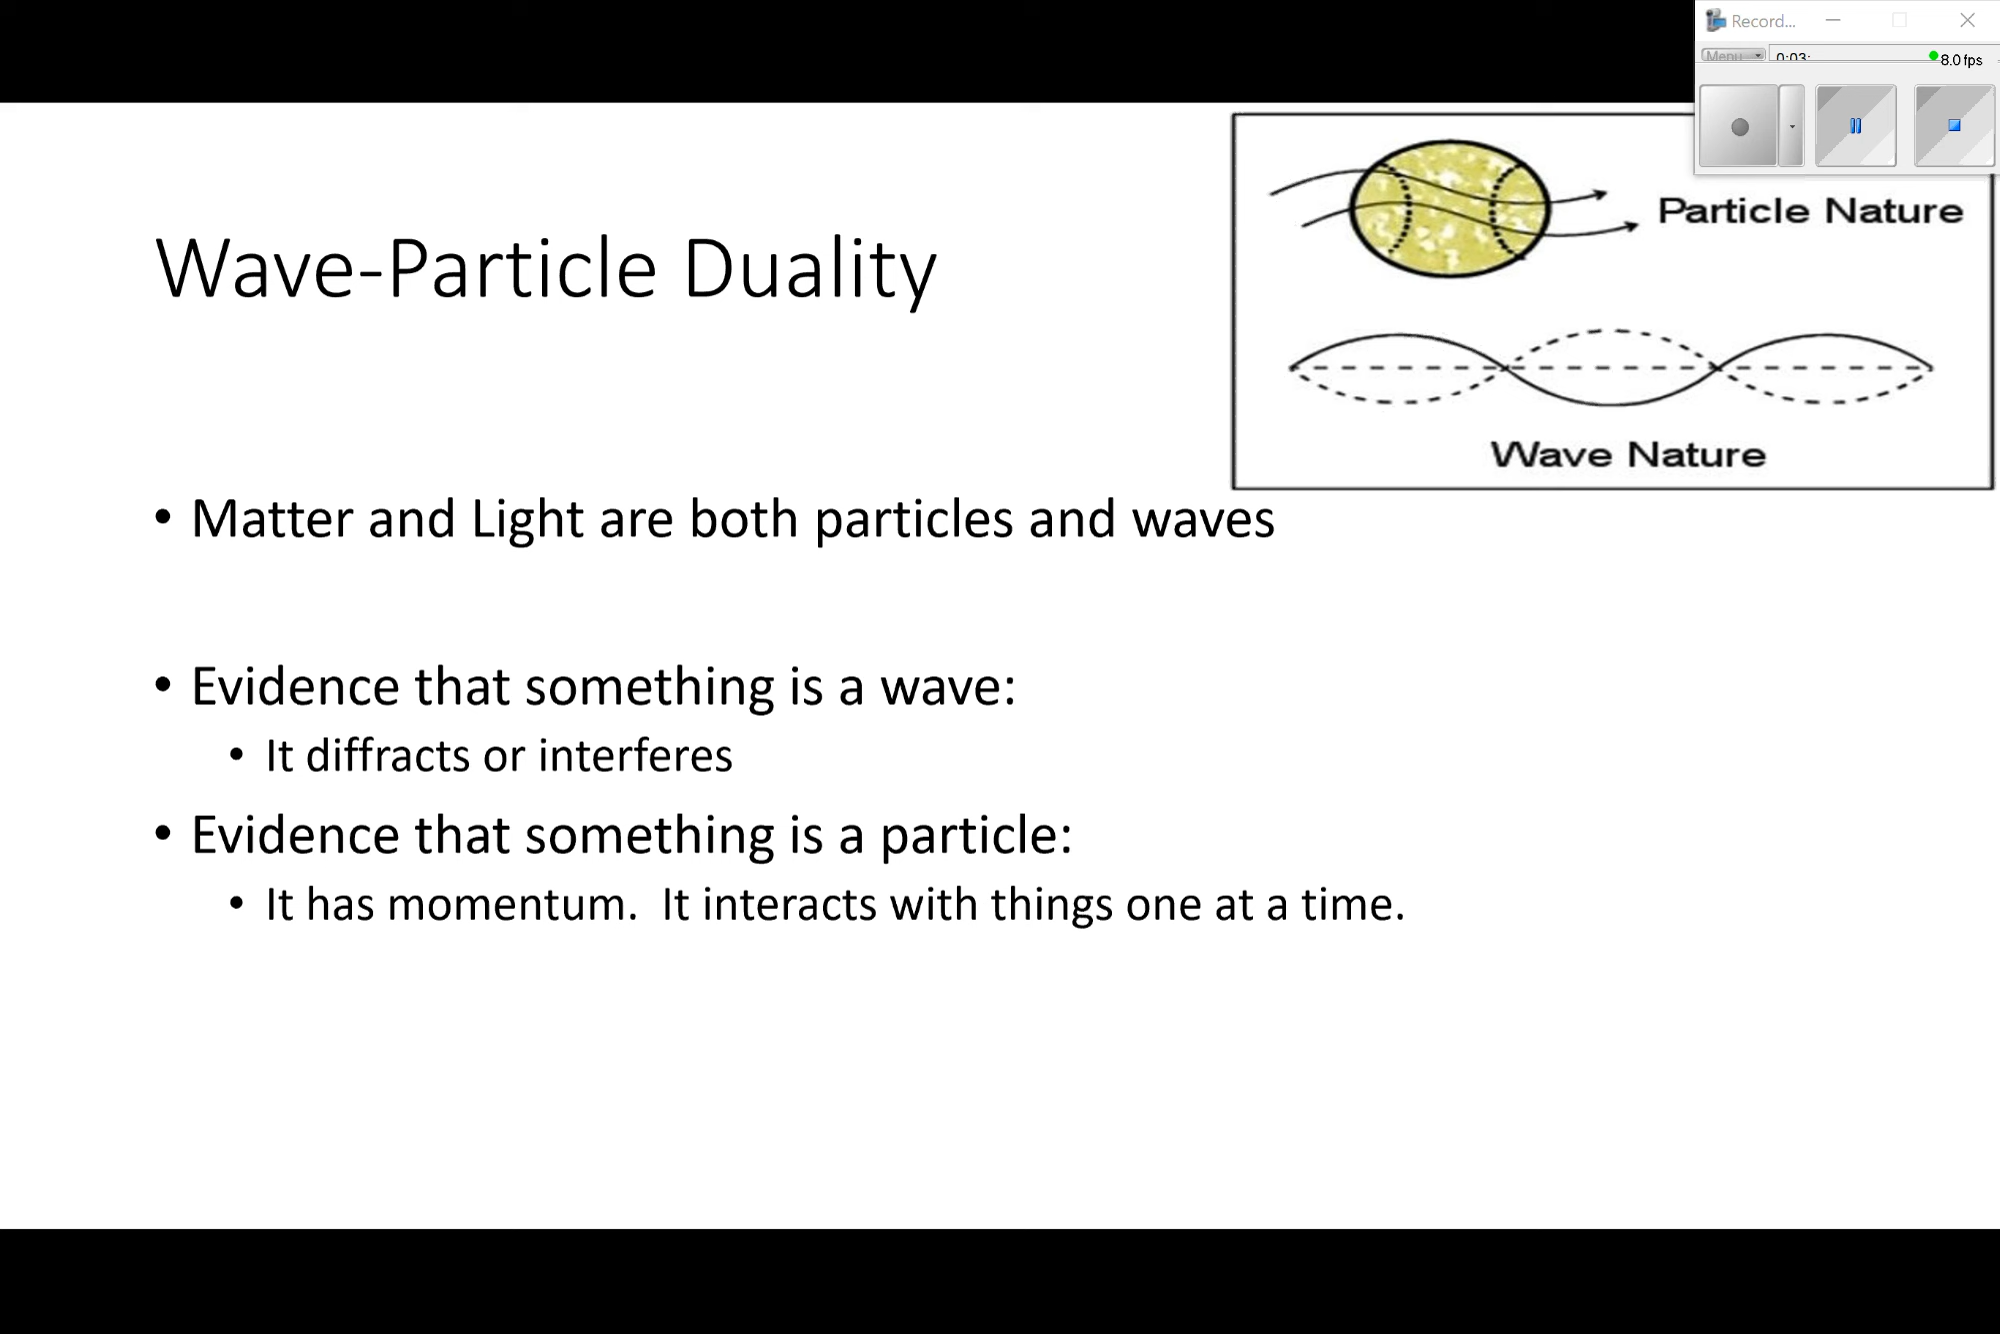 Record...
Menu
0:03:
8.0 fps
Particle Nature
Wave-Particle Duality
Wave Nature
• Matter and Light are both particles and waves
• Evidence that something is a wave:
• It diffracts or interferes
• Evidence that something is a particle:
• It has momentum.  It interacts with things one at a time.